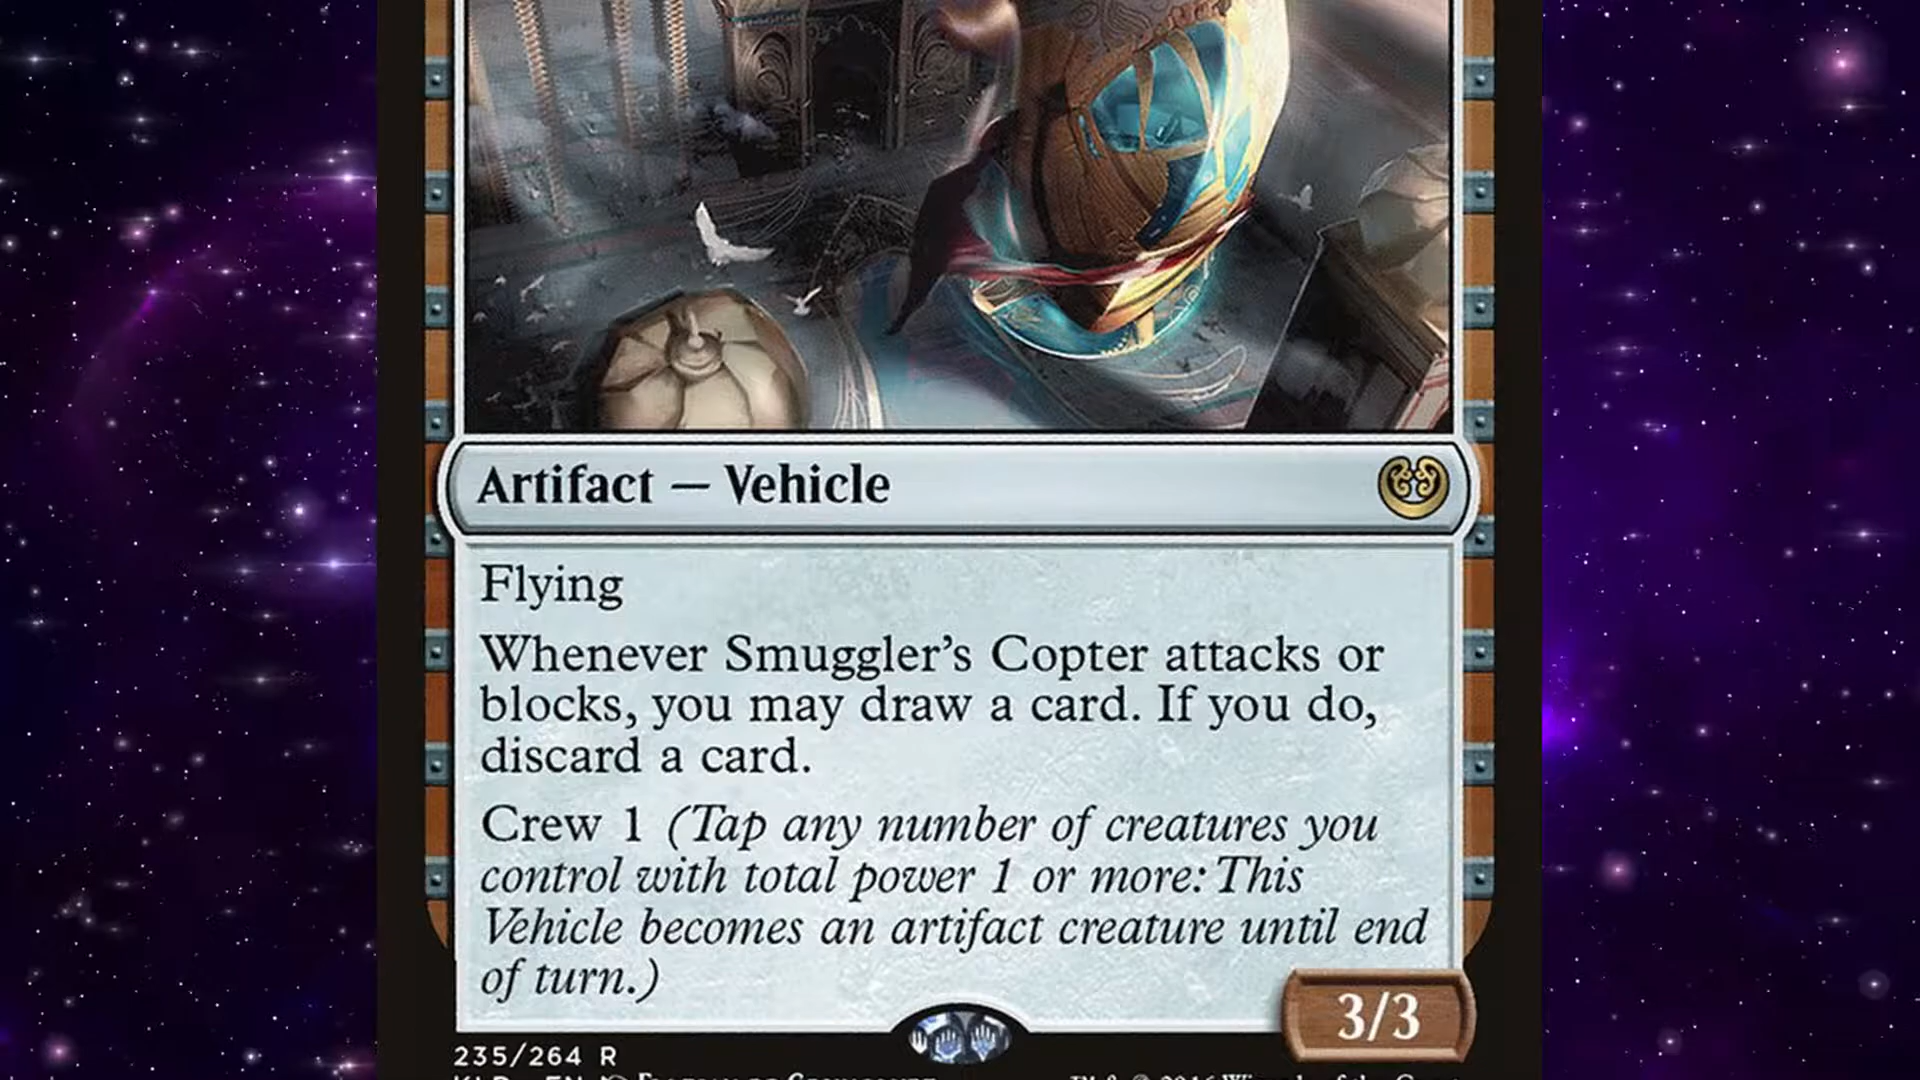 Artifact — Vehicle
Flying
Whenever Smuggler's Copter attacks or
blocks, you may draw a card. If you do,
discard a card.
Crew 1 (Tap any number of creatures you
control with total power 1 or more: This
Vehicle becomes an artifact creature until end
of turn.)
3/3
235/264 R